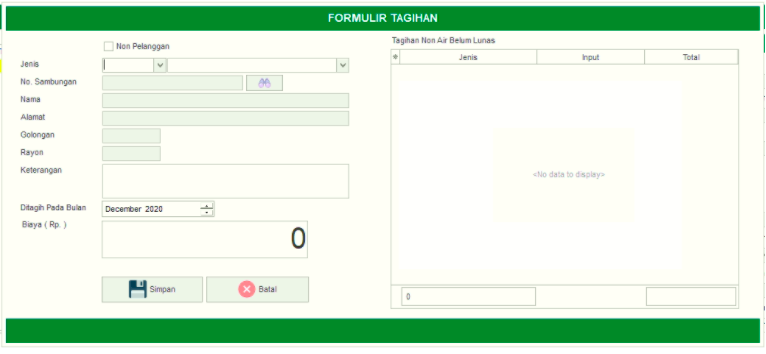 FORMULIR TAGIHAN
Non Pelanggan
Jenis
No. Sambungan
Nama
Alamat
Golongan
Rayon
Keterangan
Ditagih Pada Bulan
December 2020
Biaya ( Rp. )
0
Simpan
Batal
Tagihan Non Air Belum Lunas
Jenis Input Total
<No data to display>
0